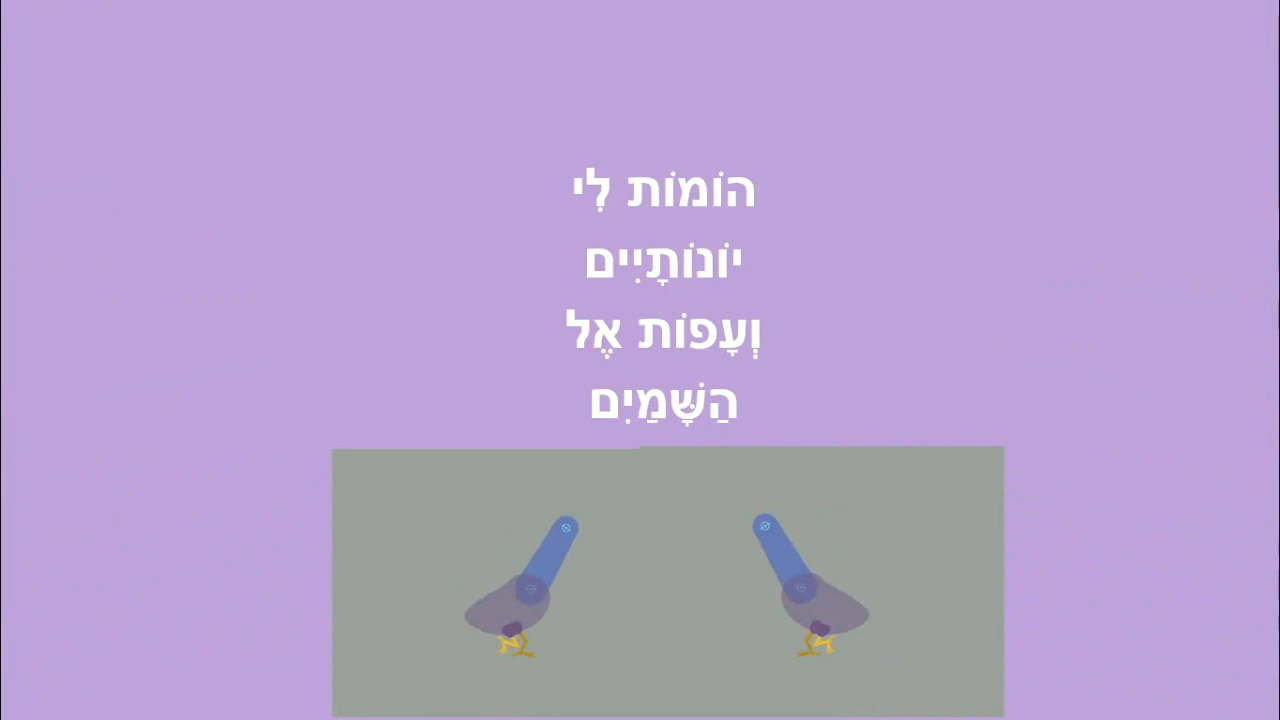 הוֹמוֹת לְי
יוֹנוֹתָיִים
וְעָפוֹת אֶל
הַשָּׁמַיִם